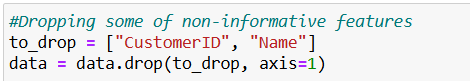 #Dropping some of non-informative features
to_drop = ["CustomerID", "Name"]
data = data.drop(to_drop, axis=1)